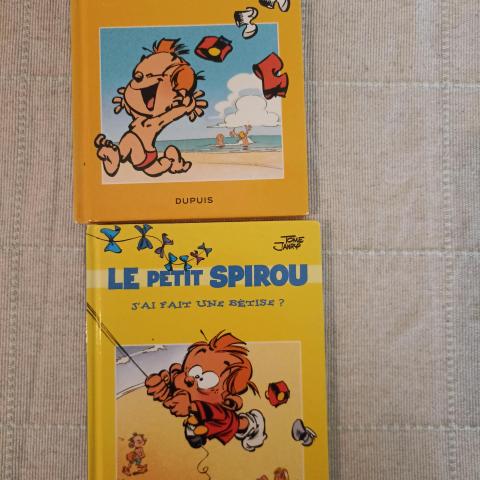 DUPUIS
TOME
JANRY
LE PETIT SPIROU
J'AI FAIT UNE BÊTISE ?